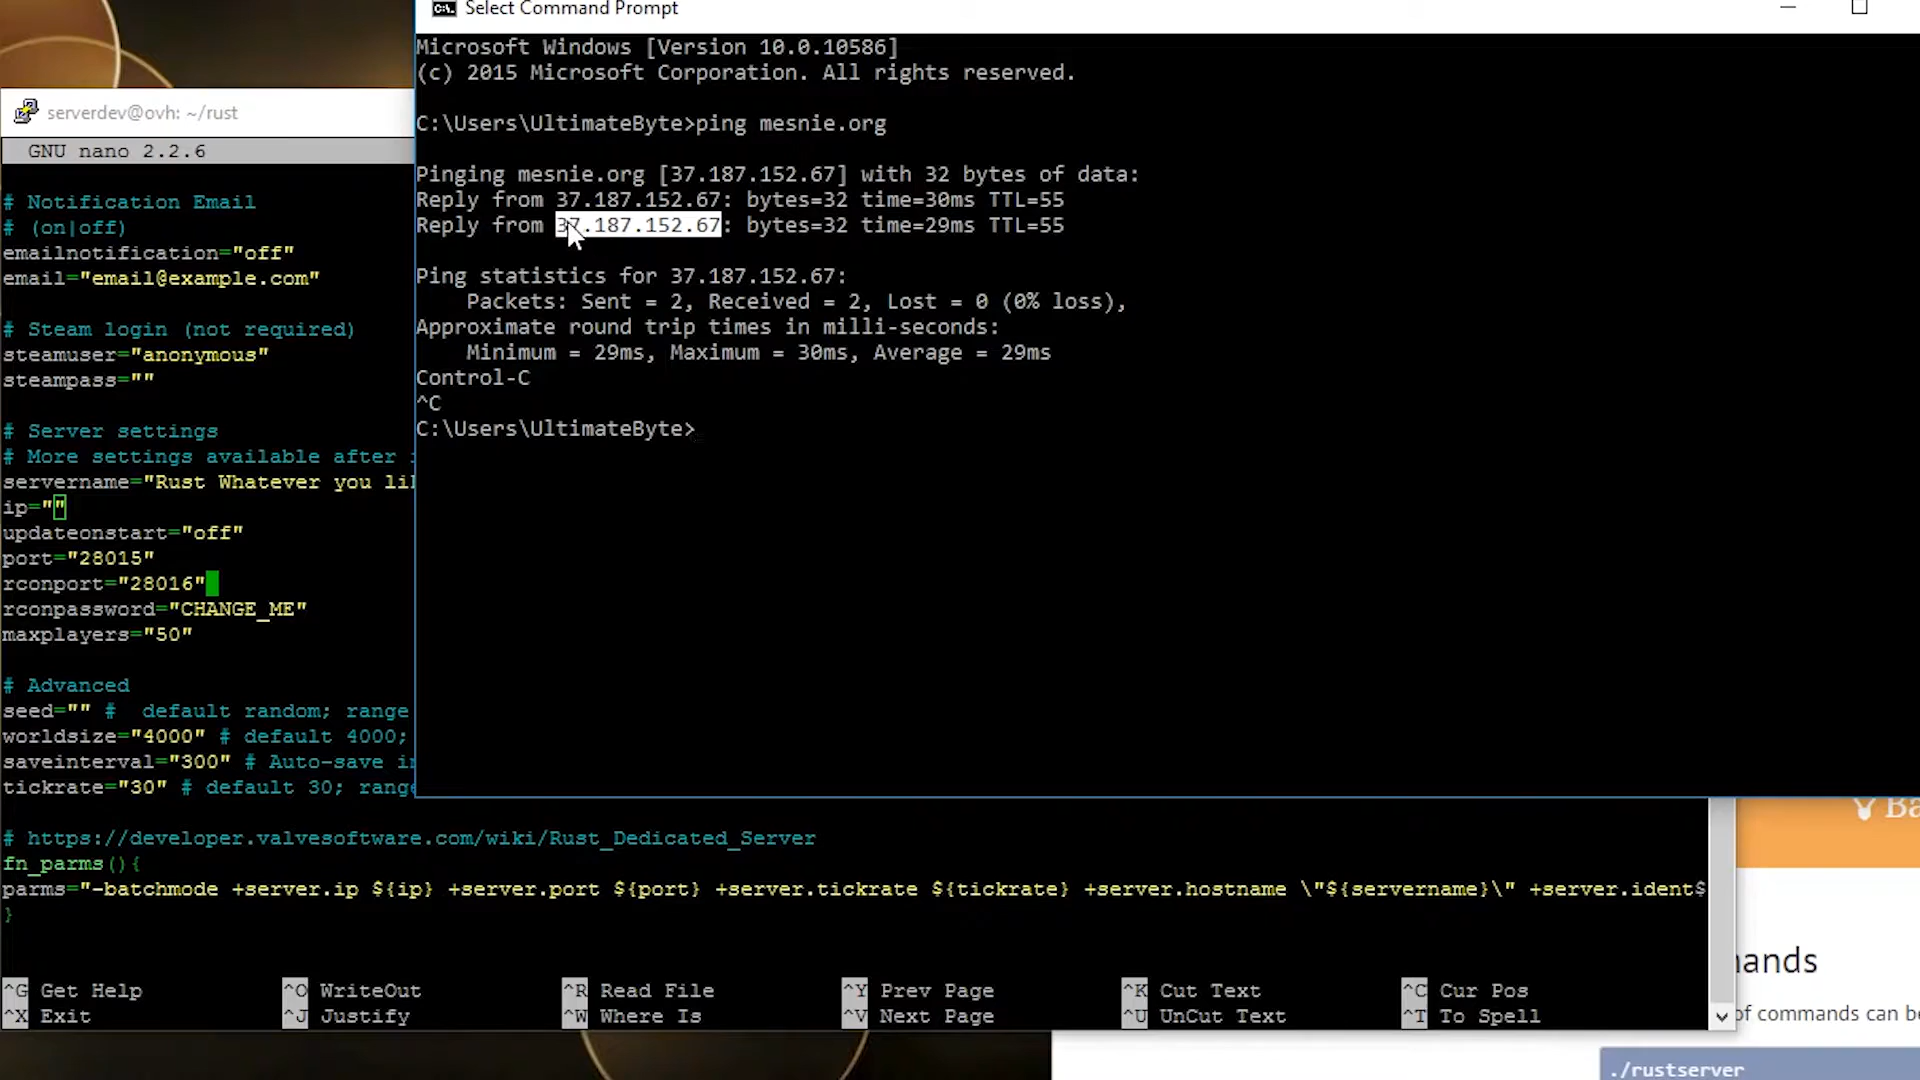 Select Command Prompt
Microsoft Windows [Version 10.0.10586]
(c) 2015 Microsoft Corporation. All rights reserved.
C:\Users\UltimateByte>ping mesnie.org
Pinging mesnie.org [37.187.152.67] with 32 bytes of data:
Reply from 37.187.152.67: bytes=32 time=30ms TTL=55
Reply from 37.187.152.67: bytes=32 time=29ms TTL=55
Ping statistics for 37.187.152.67:
Packets: Sent = 2, Received = 2, Lost = 0 (0% loss),
Approximate round trip times in milli-seconds:
Minimum = 29ms, Maximum = 30ms, Average = 29ms
Control-C
^C
C:\Users\UltimateByte>
serverdev@ovh: ~/rust
GNU nano 2.2.6
# Notification Email
# (on|off)
emailnotification="off"
email="email@example.com"
# Steam login (not required)
steamuser="anonymous"
steampass=""
# Server settings
# More settings available after
servername="Rust Whatever you li
ip=""
updateonstart="off"
port="28015"
rconport="28016"
rconpassword="CHANGE_ME"
maxplayers="50"
# Advanced
seed="" #  default random; range
worldsize="4000" # default 4000;
saveinterval="300" # Auto-save i
tickrate="30" # default 30; range
# https://developer.valvesoftware.com/wiki/Rust_Dedicated_Server
fn_parms(){
parms="-batchmode +server.ip ${ip} +server.port ${port} +server.tickrate ${tickrate} +server.hostname \"${servername}\" +server.ident$
}
^G Get Help ^O WriteOut ^R Read File ^Y Prev Page ^K Cut Text ^C Cur Pos
^X Exit ^J Justify ^W Where Is ^V Next Page ^U UnCut Text ^T To Spell
Ba
ands
of commands can be
./rustserver